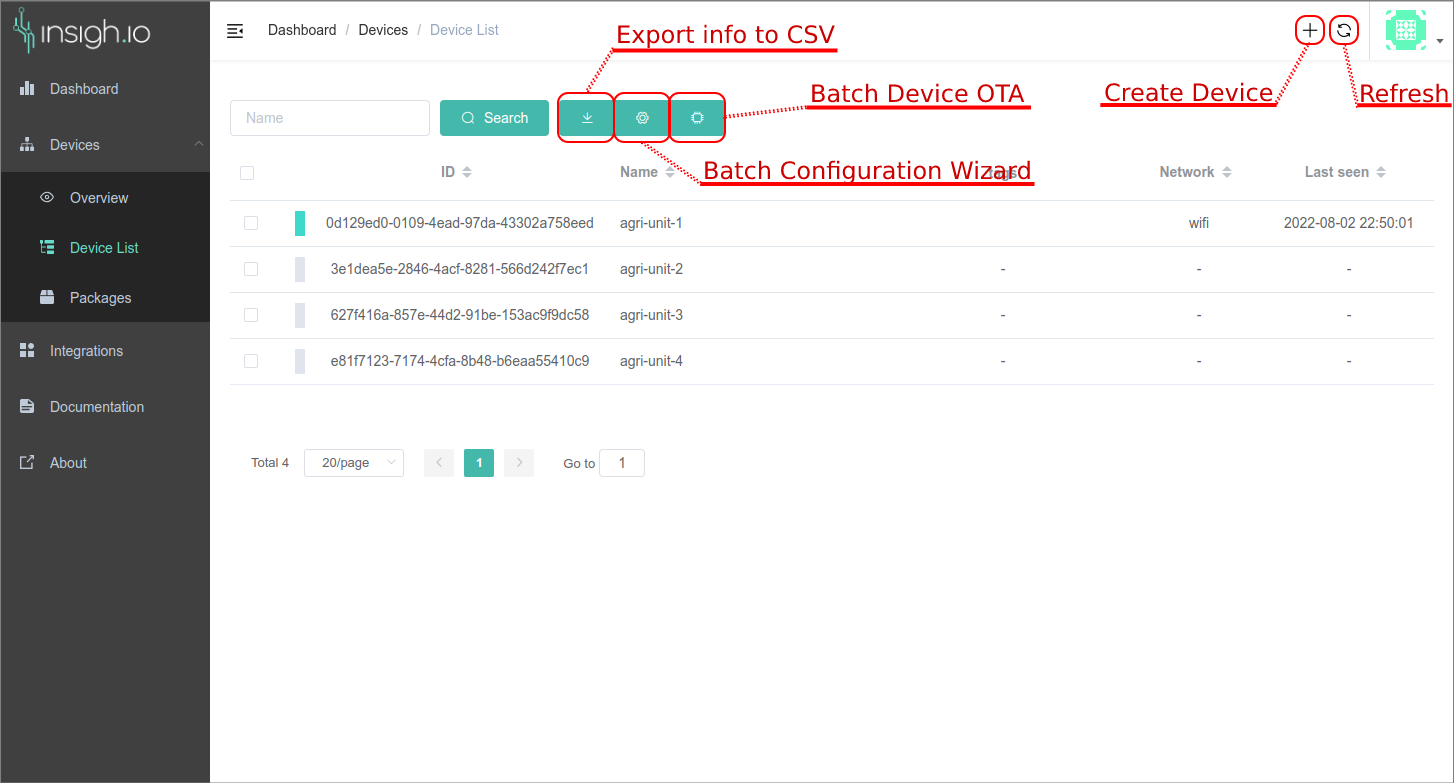 insigh.io
Dashboard / Devices / Device List
Export info to CSV
Create Device
Refresh
Dashboard
Devices
Overview
Device List
Packages
Integrations
Documentation
About
Name
Search
Batch Device OTA
Batch Configuration Wizard
ID Name Tags Network Last seen
0d129ed0-0109-4ead-97da-43302a758eed agri-unit-1 wifi 2022-08-02 22:50:01
3e1dea5e-2846-4acf-8281-566d242f7ec1 agri-unit-2 - - -
627f416a-857e-44d2-91be-153ac9f9dc58 agri-unit-3 - - -
e81f7123-7174-4cfa-8b48-b6eaa55410c9 agri-unit-4 - - -
Total 4 20/page < 1 > Go to 1